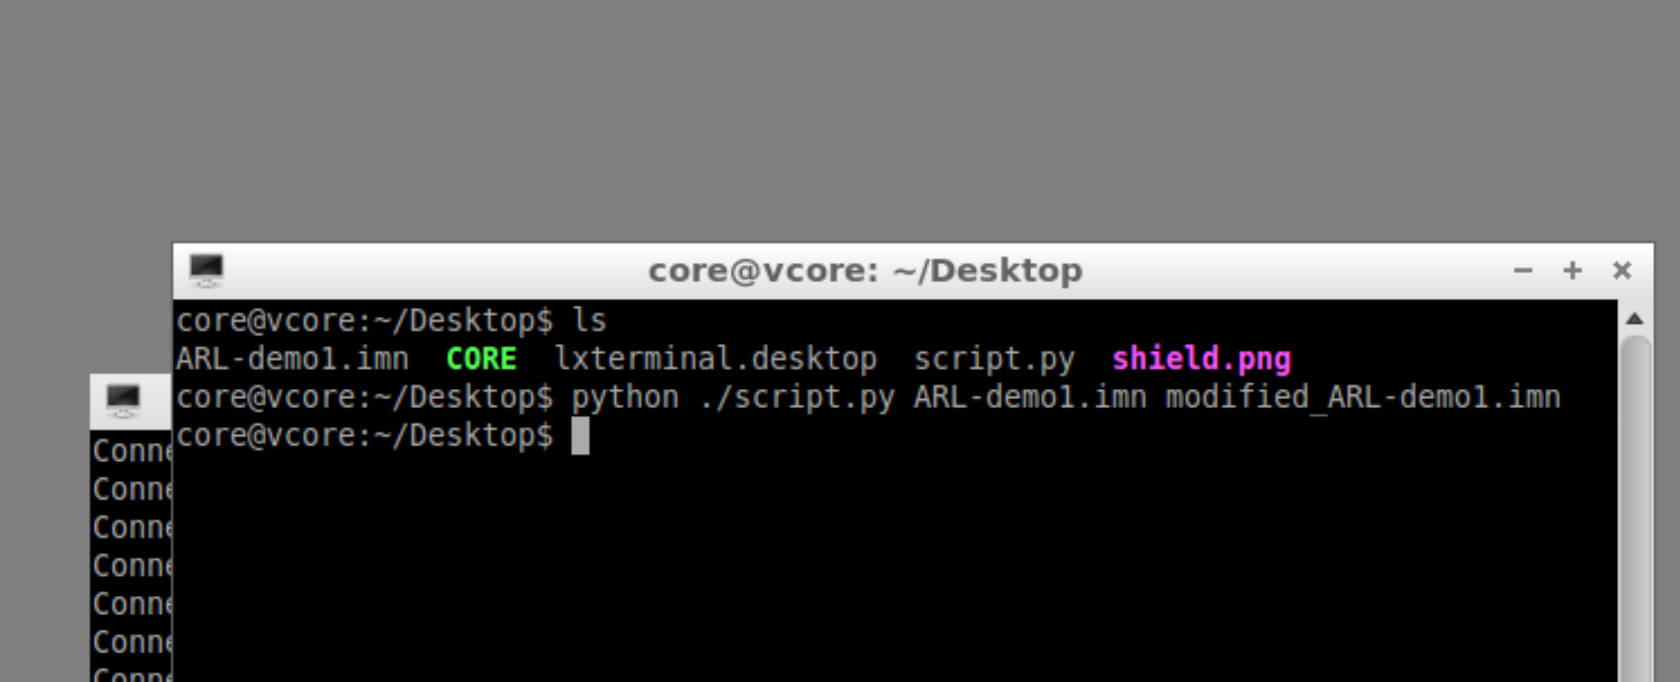 core@vcore: ~/Desktop
core@vcore:~/Desktop$ ls
ARL-demo1.imn CORE lxterminal.desktop script.py shield.png
core@vcore:~/Desktop$ python ./script.py ARL-demo1.imn modified_ARL-demo1.imn
core@vcore:~/Desktop$
Conne
Conne
Conne
Conne
Conne
Conne
Conne